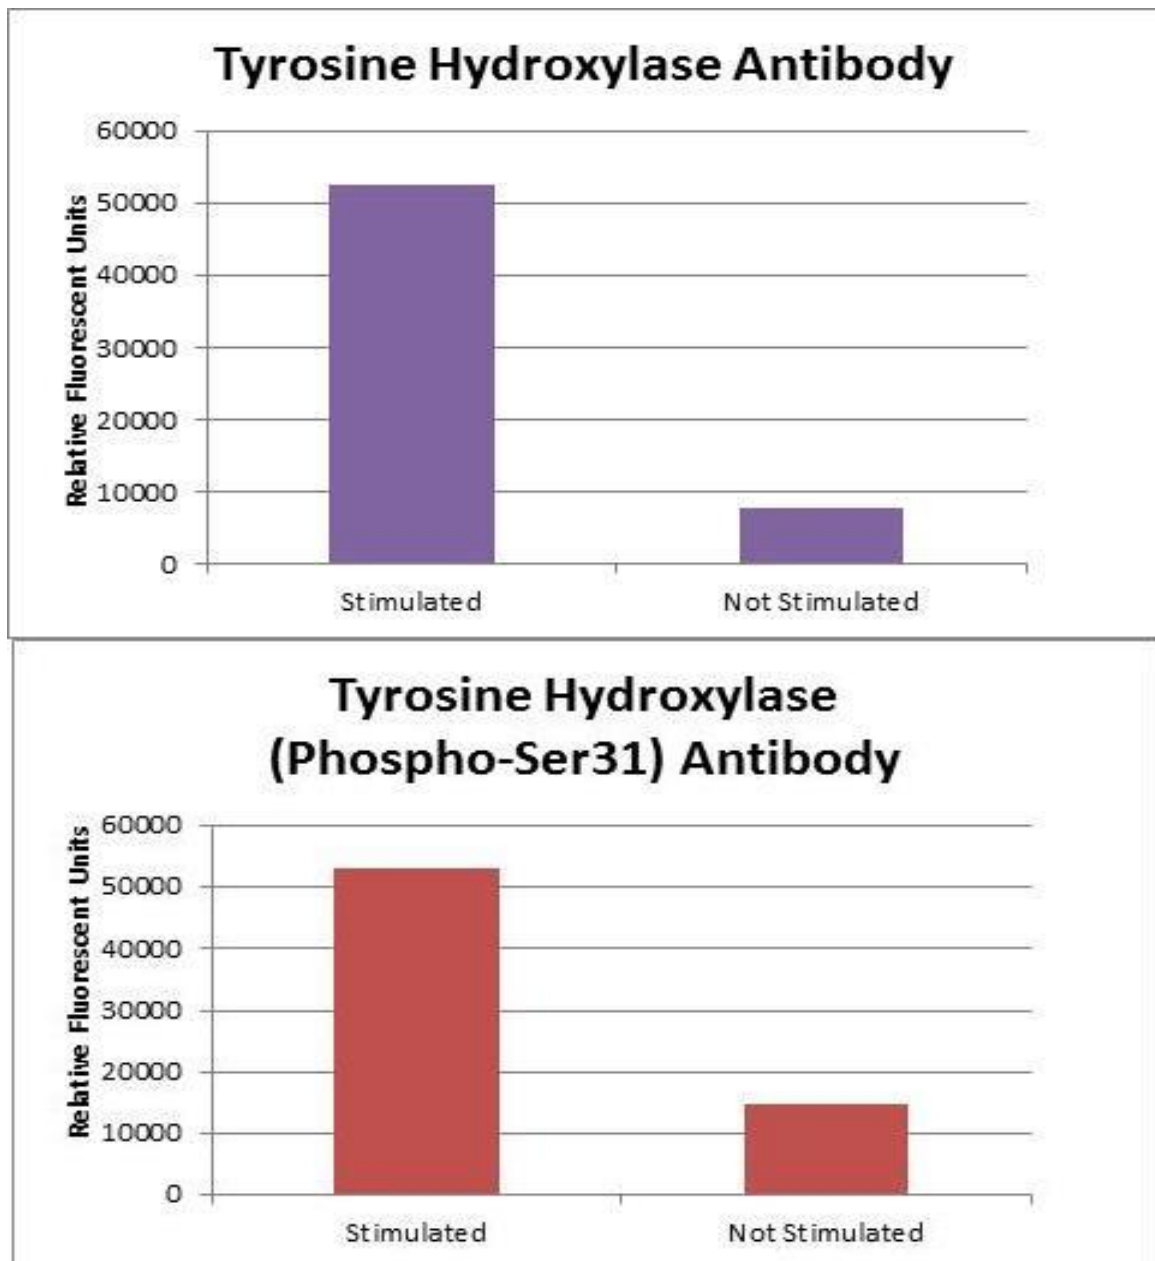 Tyrosine Hydroxylase Antibody
Relative Fluorescent Units
60000
50000
40000
30000
20000
10000
0
Stimulated
Not Stimulated
Tyrosine Hydroxylase
(Phospho-Ser31) Antibody
Relative Fluorescent Units
60000
50000
40000
30000
20000
10000
0
Stimulated
Not Stimulated